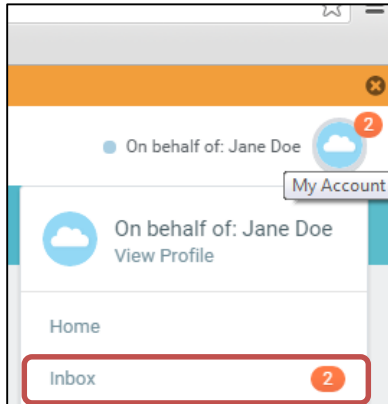 2
On behalf of: Jane Doe
My Account
On behalf of: Jane Doe
View Profile
Home
Inbox 2